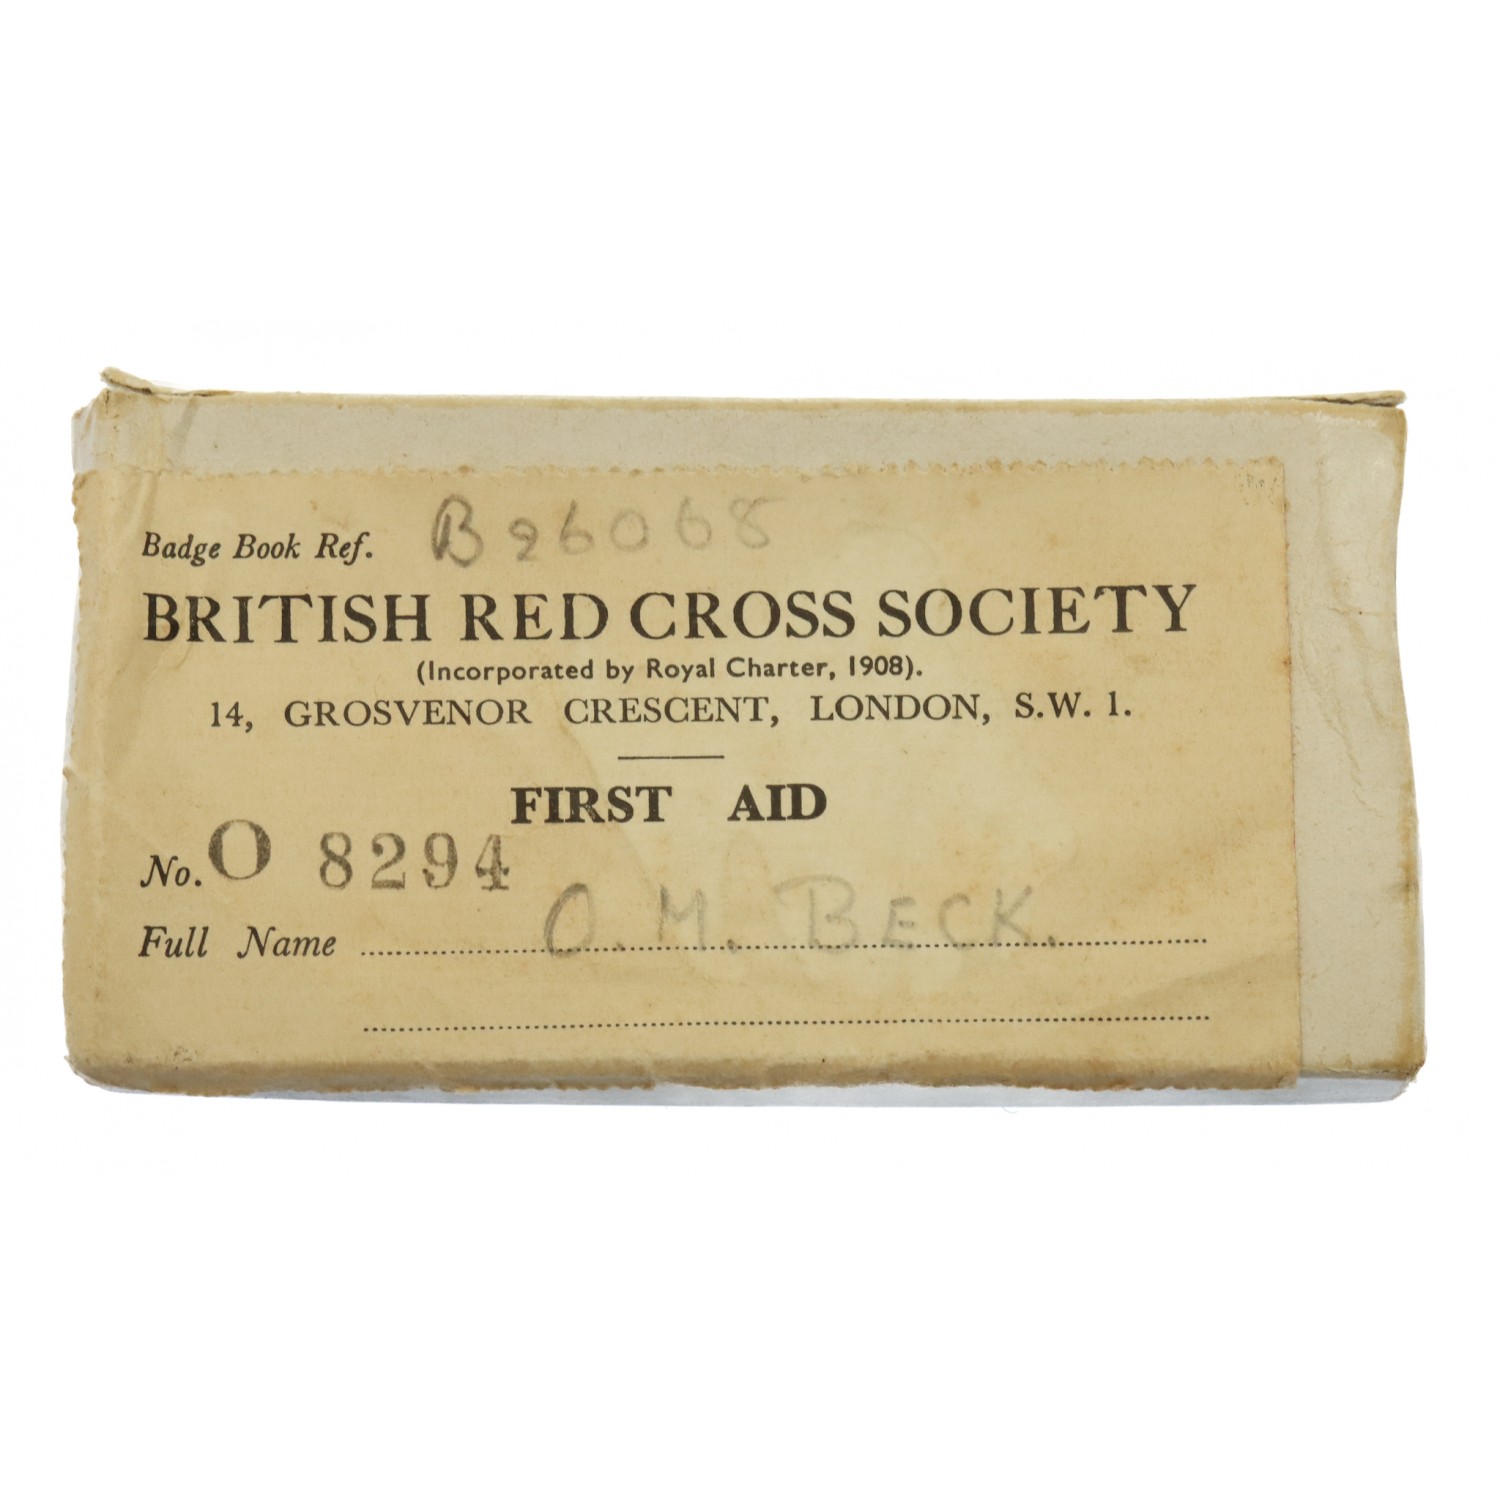 Badge Book Ref. B26068
BRITISH RED CROSS SOCIETY
(Incorporated by Royal Charter, 1908).
14, GROSVENOR CRESCENT, LONDON, S.W. 1.
FIRST AID
No. O 8294
Full Name O.M. BECK.